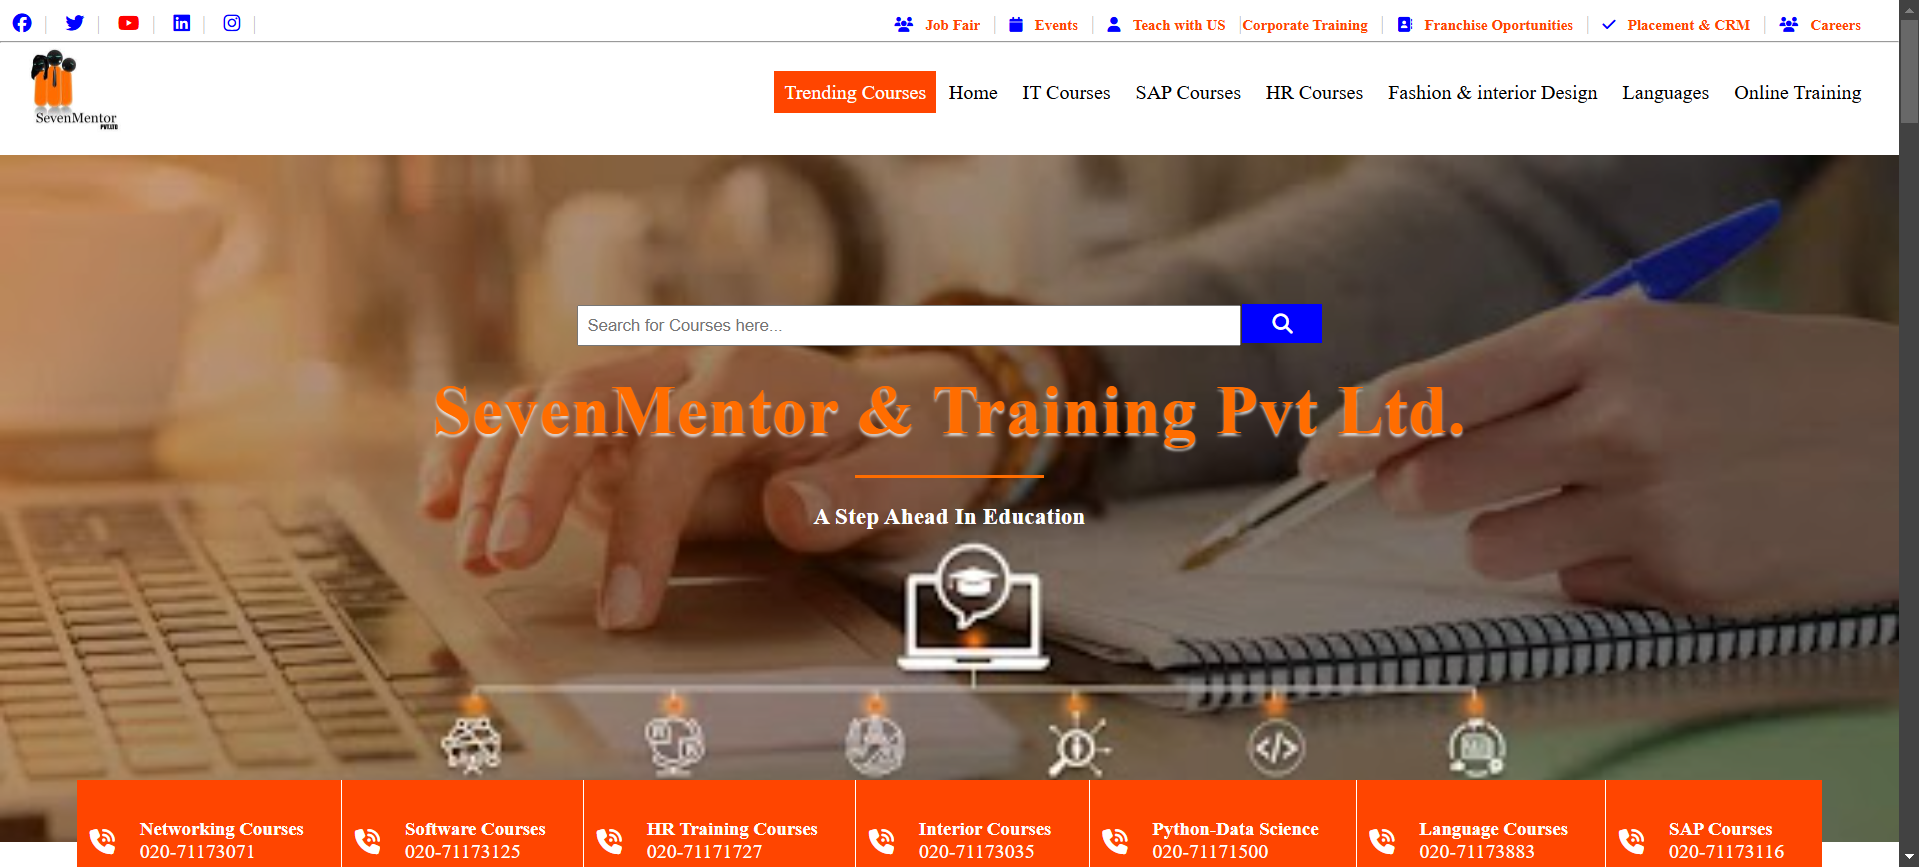 Job Fair
Events
Teach with US
Corporate Training
Franchise Oportunities
Placement & CRM
Careers
SevenMentor
PVT.LTD
Trending Courses
Home
IT Courses
SAP Courses
HR Courses
Fashion & interior Design
Languages
Online Training
Search for Courses here...
SevenMentor & Training Pvt Ltd.
A Step Ahead In Education
Networking Courses
020-71173071
Software Courses
020-71173125
HR Training Courses
020-71171727
Interior Courses
020-71173035
Python-Data Science
020-71171500
Language Courses
020-71173883
SAP Courses
020-71173116